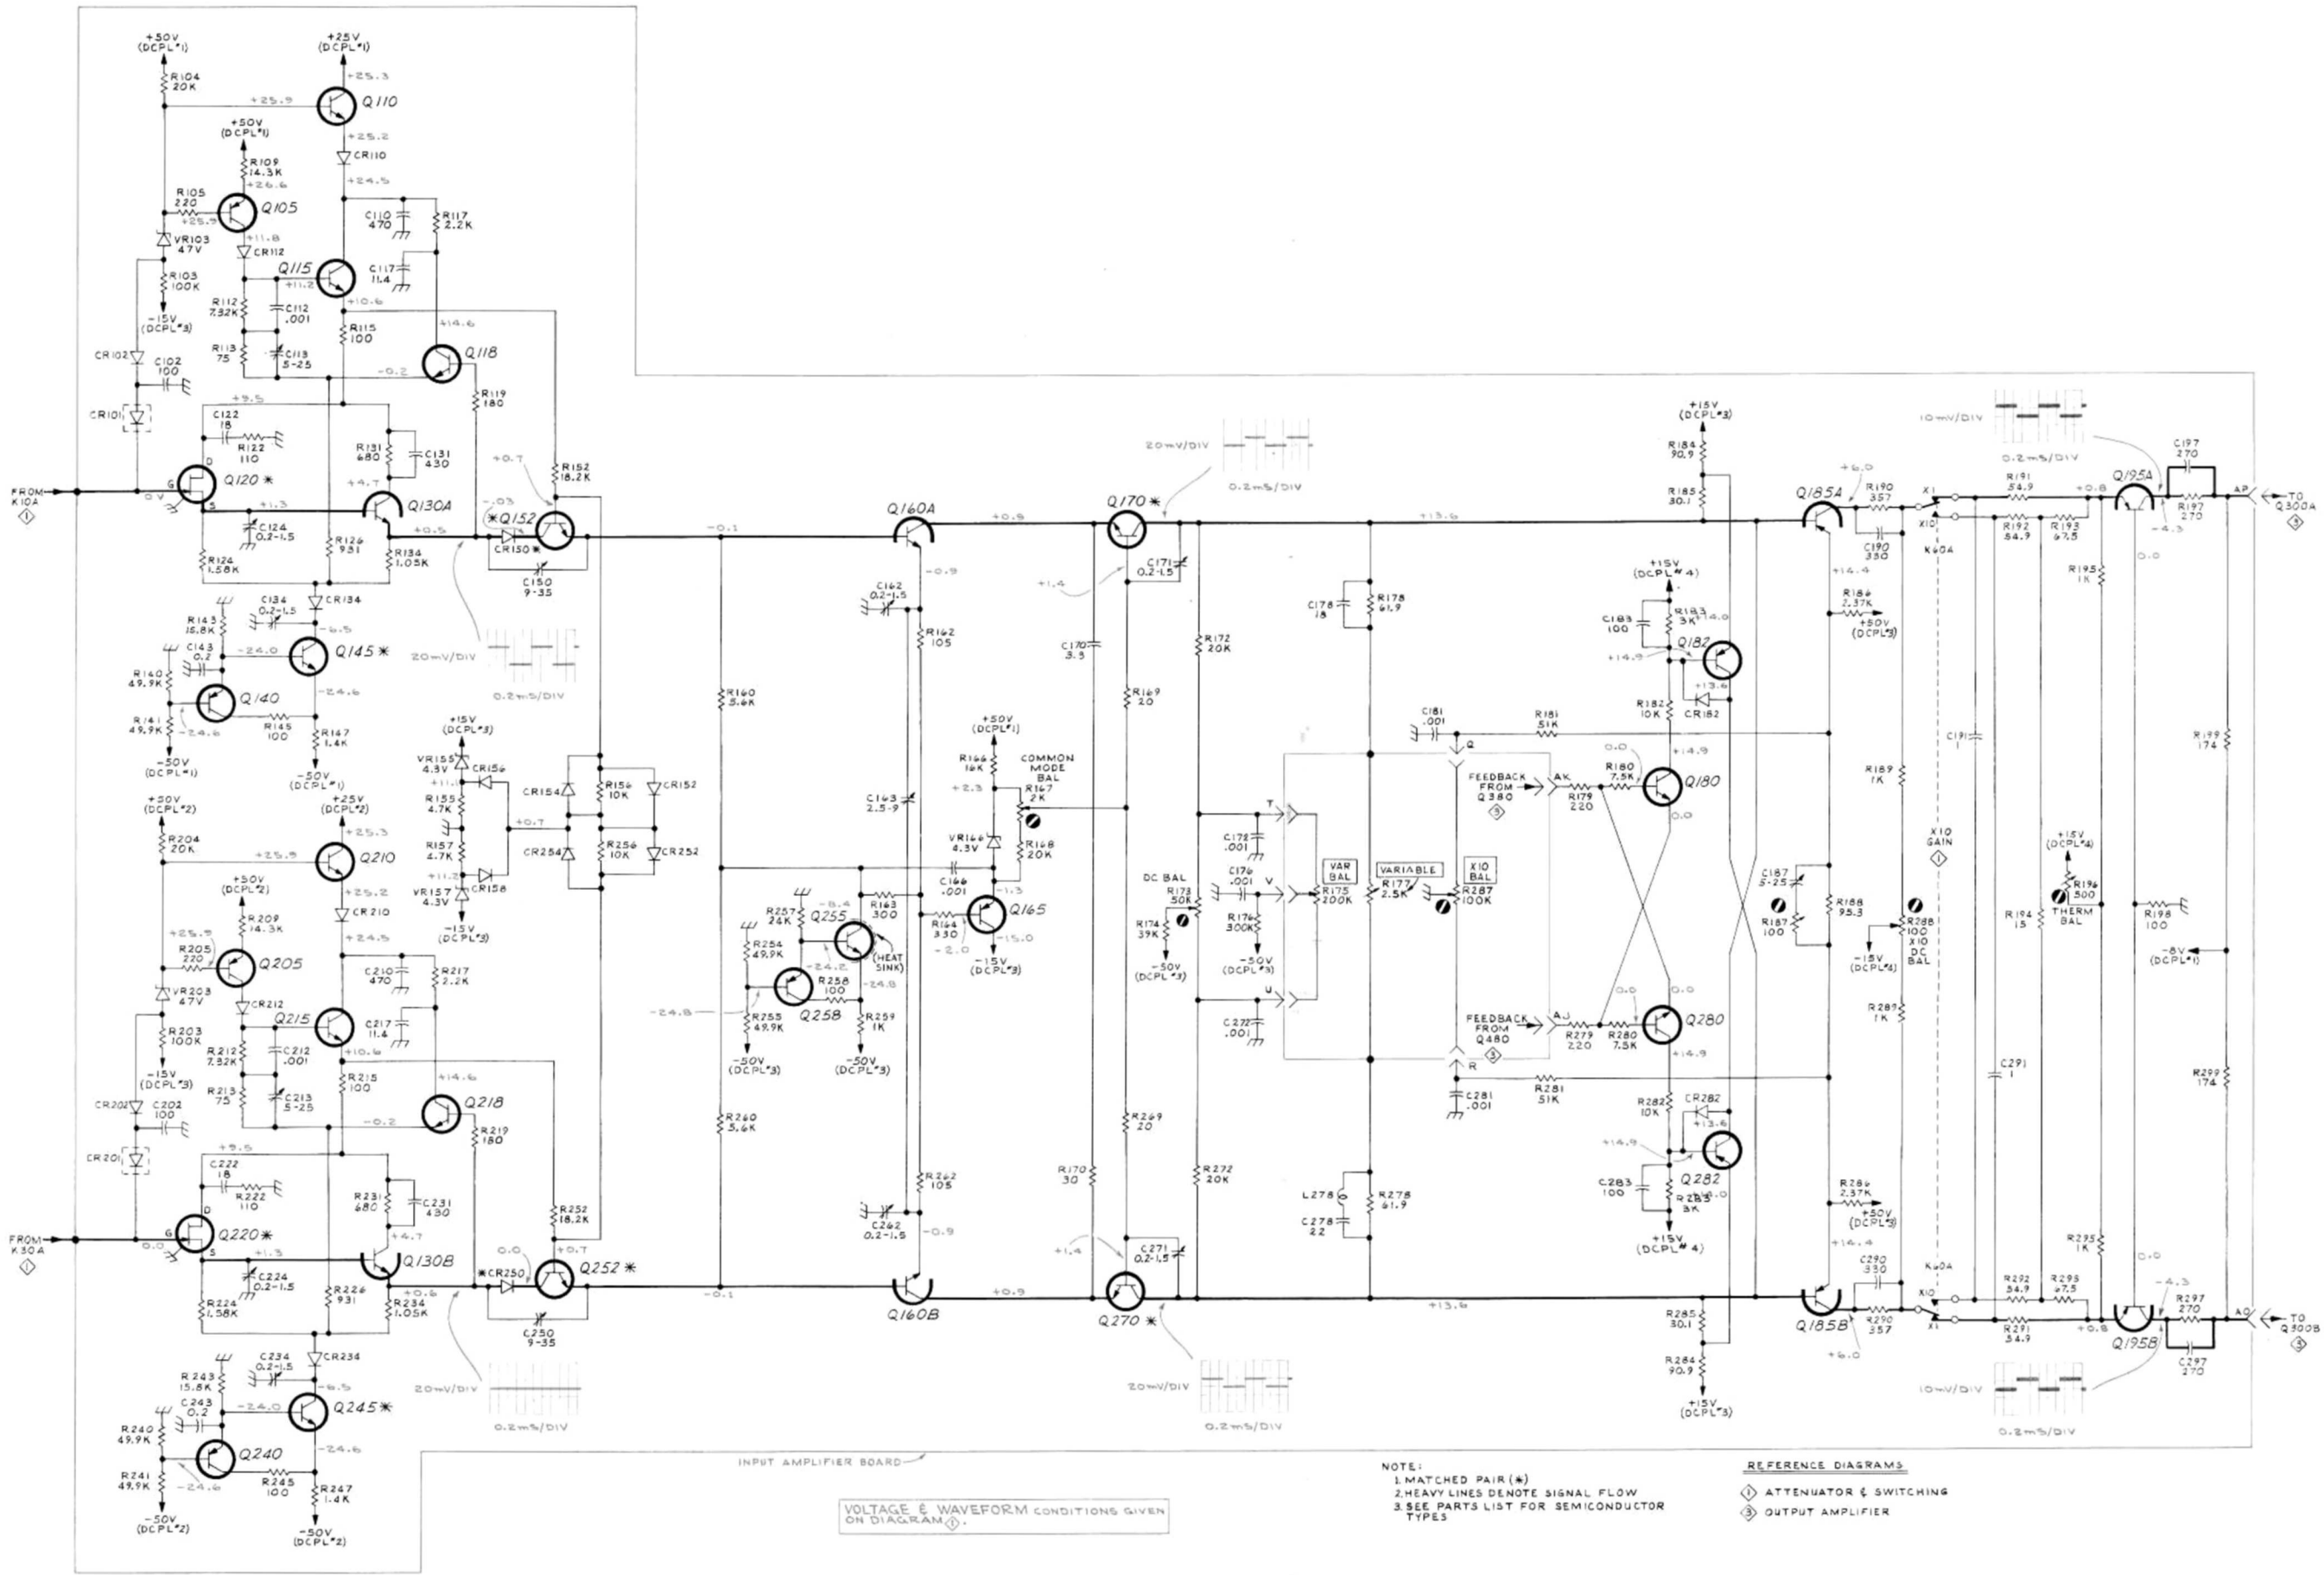 +50V
(DCPL#1)
+25V
(DCPL#1)
R104
20K
+25.3
+25.9
Q110
+50V
(DCPL#1)
+25.2
CR110
R109
14.3K
+26.6
+24.5
R105
220
+25.9
Q105
C110
470
R117
2.2K
VR103
47V
+11.8
CR112
Q115
+11.2
C117
11.4
R103
100K
R112
7.32K
C112
.001
+10.6
-15V
(DCPL#3)
R115
100
+14.6
CR102
C102
100
R113
75
C113
5-25
Q118
-0.2
R119
180
CR101
+9.5
C122
18
R122
110
R131
680
C131
430
+0.7
R152
18.2K
D
Q120*
+4.7
FROM
K10A
1
G
0V
S
+1.3
Q130A
-.03
*Q152
+0.5
CR150*
C124
0.2-1.5
R124
1.58K
R126
931
R134
1.05K
C150
9-35
C134
0.2-1.5
CR134
R143
15.8K
-6.5
C143
0.2
-24.0
Q145*
20mV/DIV
0.2mS/DIV
R140
49.9K
Q140
-24.6
R141
49.9K
-24.6
R145
100
R147
1.4K
-50V
(DCPL#1)
-50V
(DCPL#1)
+15V
(DCPL#3)
VR155
4.3V
CR156
+11.1
R155
4.7K
CR154
R156
10K
CR152
+0.7
R157
4.7K
CR254
R256
10K
CR252
+11.2
CR158
VR157
4.3V
-15V
(DCPL#3)
+50V
(DCPL#2)
+25V
(DCPL#2)
R204
20K
+25.3
+25.9
Q210
+50V
(DCPL#2)
+25.2
CR210
R209
14.3K
+25.9
+24.5
R205
220
Q205
C210
470
R217
2.2K
VR203
47V
CR212
Q215
C217
11.4
R203
100K
R212
7.32K
C212
.001
+10.6
-15V
(DCPL#3)
R215
100
+14.6
CR202
C202
100
R213
75
C213
5-25
Q218
-0.2
R219
180
CR201
+9.5
C222
18
R222
110
R231
680
C231
430
R252
18.2K
D
Q220*
+4.7
FROM
K30A
1
G
0.0
S
+1.3
Q130B
0.0
+0.7
*CR250
Q252*
+0.6
C224
0.2-1.5
R224
1.58K
R226
931
R234
1.05K
C250
9-35
C234
0.2-1.5
CR234
R243
15.8K
-6.5
C243
0.2
-24.0
Q245*
20mV/DIV
0.2mS/DIV
R240
49.9K
Q240
-24.6
R241
49.9K
-24.6
R245
100
R247
1.4K
-50V
(DCPL#2)
-50V
(DCPL#2)
-0.1
Q160A
+0.8
-0.9
C162
0.2-1.5
R162
105
R160
5.6K
C163
2.5-9
+50V
(DCPL#1)
R166
16K
COMMON
MODE
BAL
R167
2K
+2.3
VR166
4.3V
R168
20K
C166
.001
-1.3
R163
300
-8.4
R257
24K
Q255
R164
330
-2.0
Q165
-15.0
-15V
(DCPL#3)
(HEAT
SINK)
R254
49.9K
-24.2
R258
100
-24.8
Q258
-24.8
R255
49.9K
R259
1K
-50V
(DCPL#3)
-50V
(DCPL#3)
R260
5.6K
R262
105
C262
0.2-1.5
-0.9
-0.1
Q160B
+0.9
20mV/DIV
0.2mS/DIV
Q170*
+1.4
C171
0.2-1.5
C170
3.3
R172
20K
R169
20
R269
20
R170
30
R272
20K
+1.4
C271
0.2-1.5
Q270*
20mV/DIV
0.2mS/DIV
DC BAL
R173
50K
R174
39K
-50V
(DCPL#3)
T
C172
.001
C176
.001
V
R176
300K
-50V
(DCPL#3)
U
C272
.001
VAR
BAL
R175
200K
VARIABLE
R177
2.5K
X10
BAL
R287
100K
+13.6
C178
18
R178
61.9
C181
.001
Q
R181
51K
FEEDBACK
FROM
Q380
3
AK
R179
220
0.0
R180
7.5K
FEEDBACK
FROM
Q480
3
AJ
R279
220
0.0
R280
7.5K
R
C281
.001
R281
51K
L278
C278
22
R278
61.9
+13.6
+15V
(DCPL#3)
R184
90.9
R185
30.1
+15V
(DCPL#4)
C183
100
R183
3K
+14.0
Q182
+14.9
+13.6
R182
10K
CR182
+14.9
Q180
0.0
0.0
Q280
+14.9
R282
10K
CR282
+13.6
+14.9
Q282
C283
100
R283
3K
+15V
(DCPL#4)
R285
30.1
R284
90.9
+15V
(DCPL#3)
Q185A
+6.0
R190
357
C190
330
+14.4
R186
2.37K
+50V
(DCPL#3)
X1
X10
K60A
R191
54.9
R192
54.9
R193
67.5
10mV/DIV
0.2mS/DIV
+0.8
Q195A
-4.3
C197
270
R197
270
AP
TO
Q300A
3
0.0
R195
1K
C191
1
R199
174
R189
1K
X10
GAIN
1
+15V
(DCPL#4)
C187
5-25
R187
100
R188
95.3
R288
100
X10
DC
BAL
-15V
(DCPL#4)
R194
15
R196
500
THERM
BAL
R198
100
-8V
(DCPL#1)
R289
1K
C291
1
R299
174
R286
2.37K
+50V
(DCPL#3)
+14.4
C290
330
R290
357
Q185B
+6.0
K60A
X10
X1
R292
54.9
R293
67.5
R291
54.9
R295
1K
0.0
+0.8
-4.3
R297
270
Q195B
C297
270
AO
TO
Q300B
3
10mV/DIV
0.2mS/DIV
INPUT AMPLIFIER BOARD
VOLTAGE & WAVEFORM CONDITIONS GIVEN
ON DIAGRAM 1.
NOTE:
1. MATCHED PAIR (*)
2. HEAVY LINES DENOTE SIGNAL FLOW
3. SEE PARTS LIST FOR SEMICONDUCTOR
TYPES
REFERENCE DIAGRAMS
1 ATTENUATOR & SWITCHING
3 OUTPUT AMPLIFIER